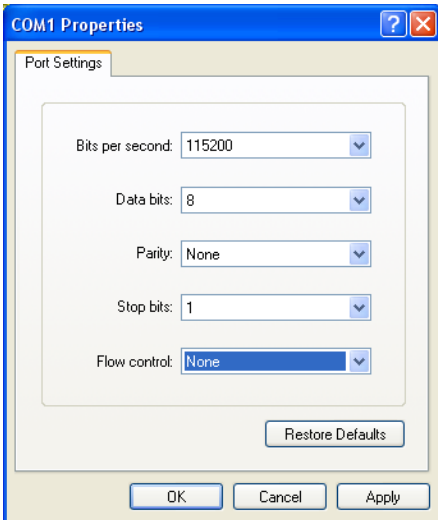 COM1 Properties
Port Settings
Bits per second: 115200
Data bits: 8
Parity: None
Stop bits: 1
Flow control: None
Restore Defaults
OK Cancel Apply